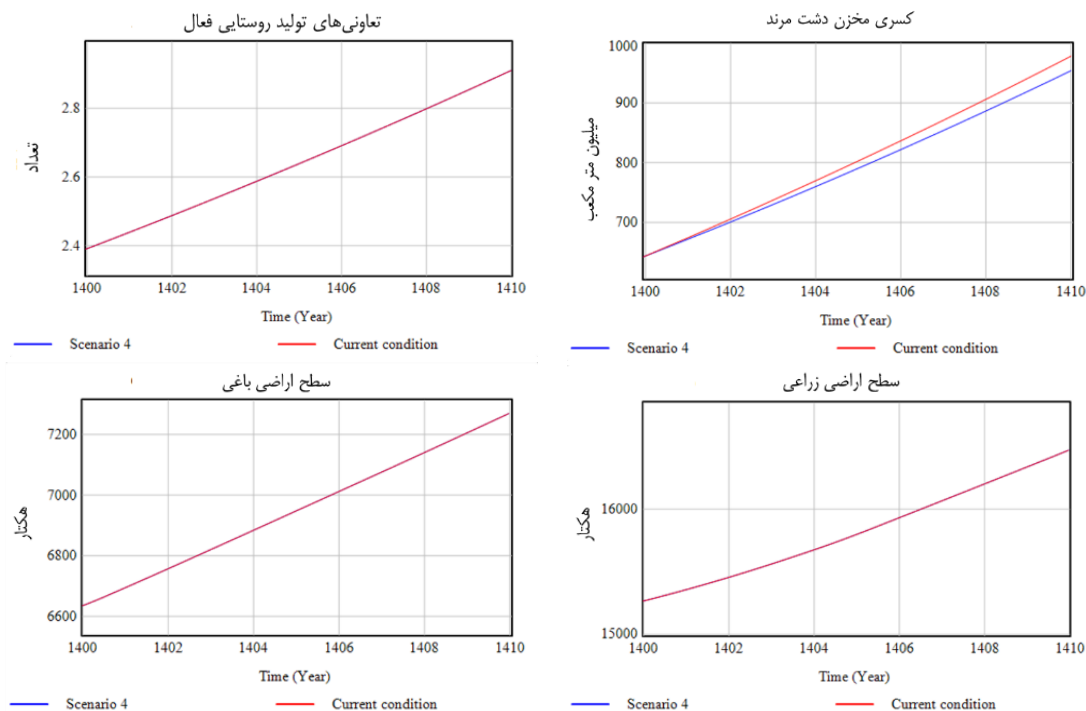 تعاونی‌های تولید روستایی فعال
تعداد
2.8
2.6
2.4
1400 1402 1404 1406 1408 1410
Time (Year)
Scenario 4 Current condition
کسری مخزن دشت مرند
میلیون متر مکعب
1000
900
800
700
1400 1402 1404 1406 1408 1410
Time (Year)
Scenario 4 Current condition
سطح اراضی باغی
هکتار
7200
7000
6800
6600
1400 1402 1404 1406 1408 1410
Time (Year)
Scenario 4 Current condition
سطح اراضی زراعی
هکتار
16000
15000
1400 1402 1404 1406 1408 1410
Time (Year)
Scenario 4 Current condition